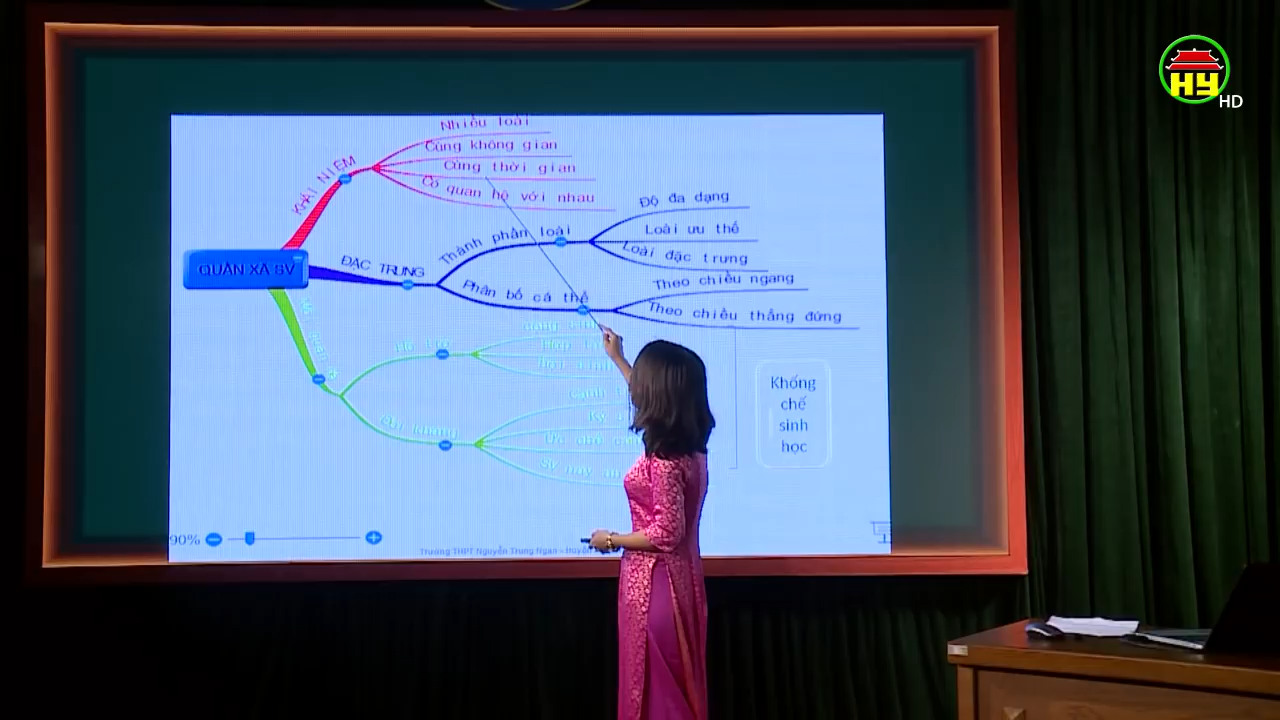 HY
HD
Nhiều loài
Cùng không gian
Cùng thời gian
Có quan hệ với nhau
KHÁI NIỆM
QUẦN XÃ SV
ĐẶC TRƯNG
Thành phần loài
Độ đa dạng
Loài ưu thế
Loài đặc trưng
Phân bố cá thể
Theo chiều ngang
Theo chiều thẳng đứng
Khống
chế
sinh
học
90%
Trường THPT Nguyễn Trung Ngạn - Huyện